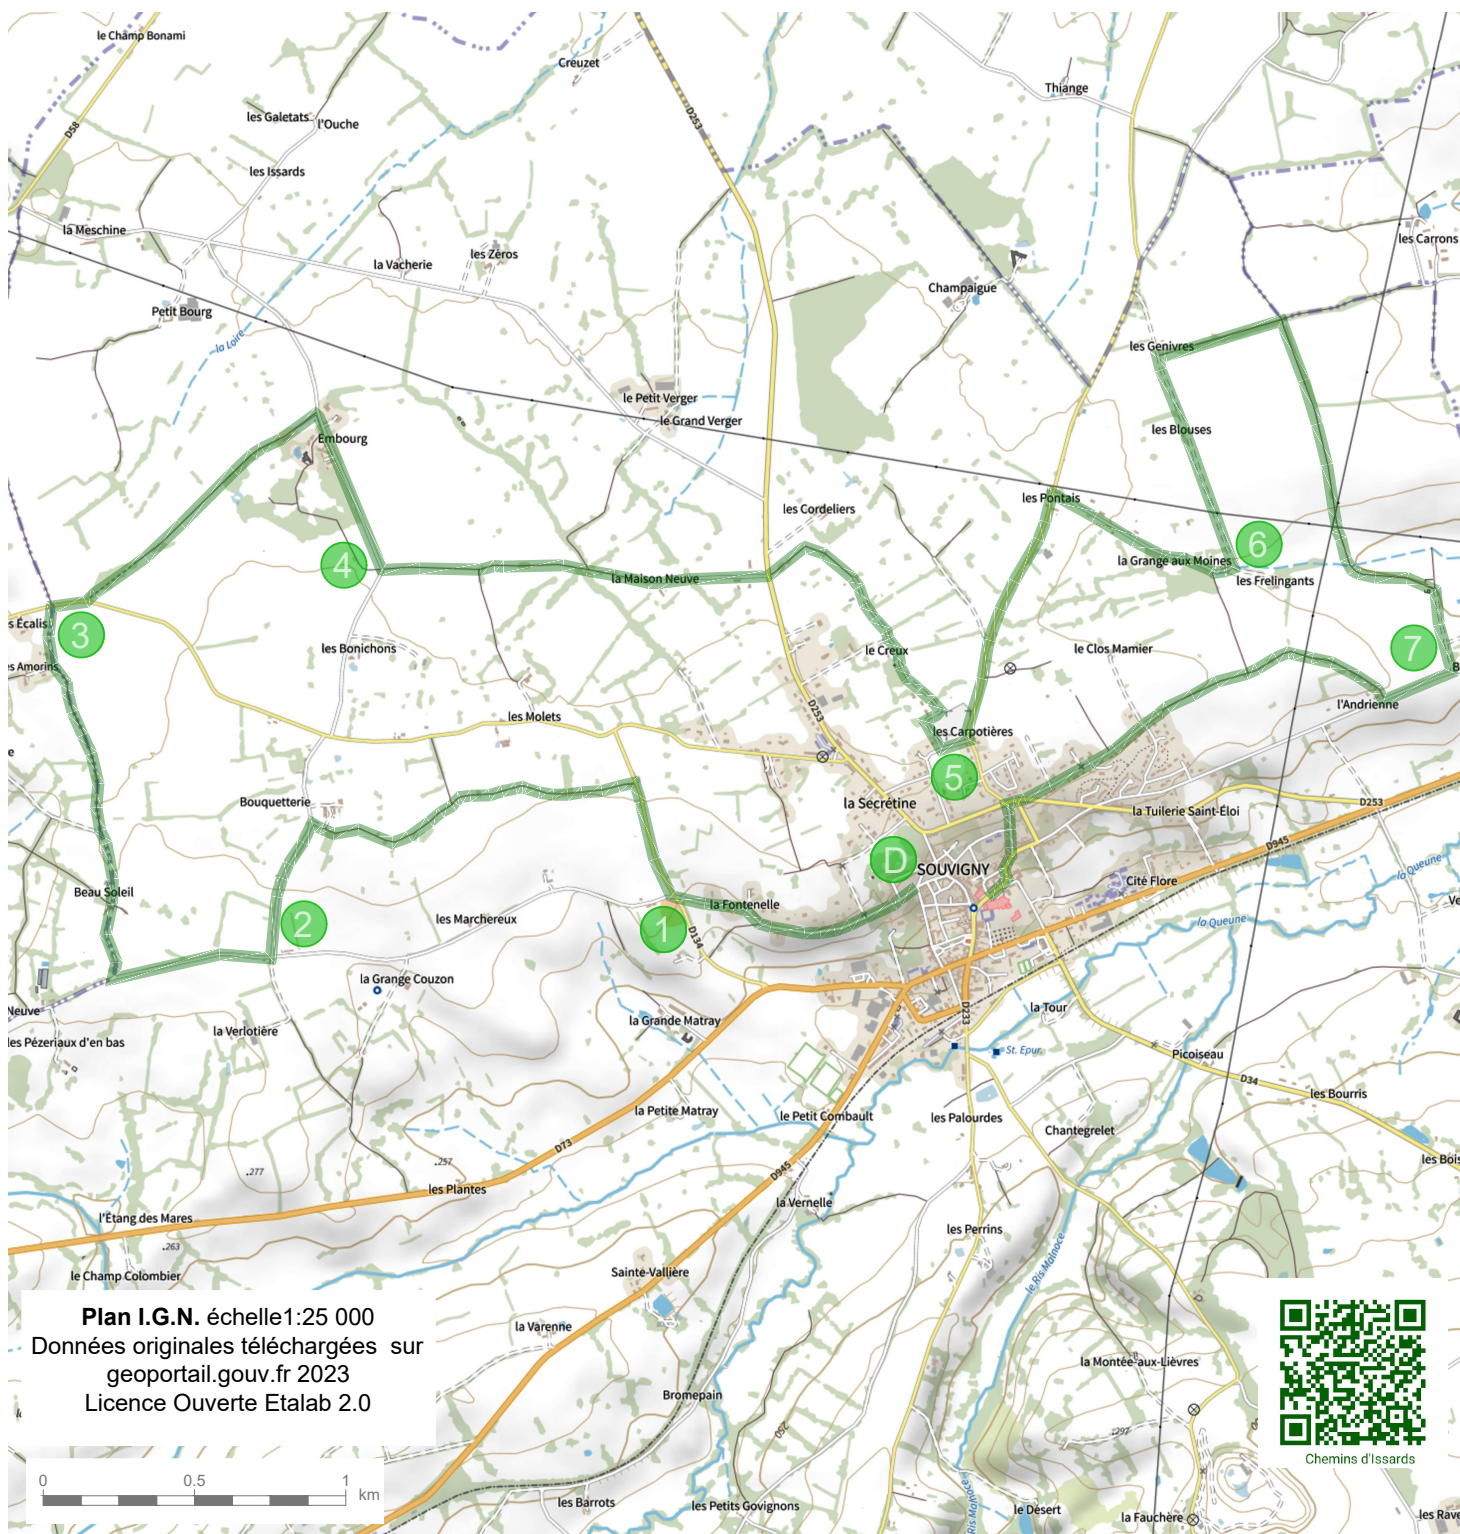 le Champ Bonami
Creuzet
Thiange
D58
les Galetats
l'Ouche
D253
les Issards
la Meschine
les Carrons
la Vacherie
les Zéros
Champaigue
Petit Bourg
la Loire
les Genivres
le Petit Verger
le Grand Verger
les Blouses
Embourg
les Pontais
les Cordeliers
6
4
la Grange aux Moines
la Maison Neuve
les Frelingants
s Écalis
3
es Amorins
les Bonichons
le Creux
le Clos Mamier
7
B
l'Andrienne
les Molets
D253
les Carpotières
5
Bouquetterie
la Secrétine
la Tuilerie Saint-Éloi
D253
D945
D
SOUVIGNY
Cité Flore
la Queune
Beau Soleil
la Fontenelle
Ve
2
les Marchereux
1
D134
la Queune
la Grange Couzon
Neuve
la Verlotière
la Grande Matray
D233
la Tour
les Pézeriaux d'en bas
St. Epur.
Picoiseau
D34
les Bourris
la Petite Matray
le Petit Combault
les Palourdes
Chantegrelet
D73
les Bois
.257
.277
D945
les Plantes
la Vernelle
l'Étang des Mares
les Perrins
.263
le Ris Malnoce
le Champ Colombier
Sainte-Vallière
Plan I.G.N. échelle1:25 000
Données originales téléchargées sur
geoportail.gouv.fr 2023
Licence Ouverte Etalab 2.0
la Varenne
la Montée-aux-Lièvres
Bromepain
250
.297
Chemins d'Issards
0 0.5 1 km
les Barrots
les Petits Govignons
Ris Malnoce
le Désert
la Fauchère
les Rave